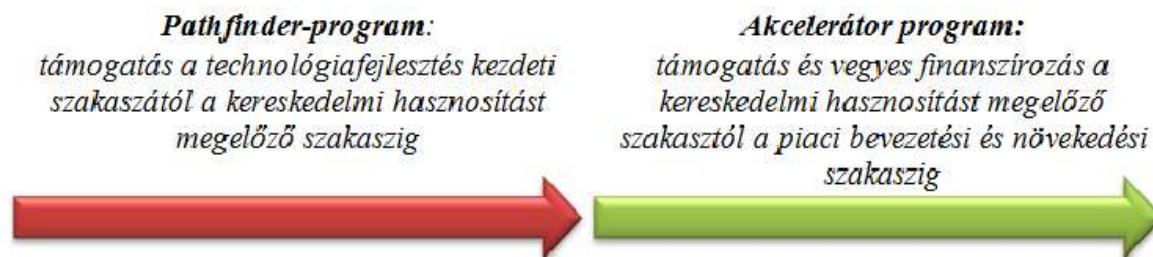 Pathfinder-program:
támogatás a technológiafejlesztés kezdeti
szakaszától a kereskedelmi hasznosítást
megelőző szakaszig
Akcelerátor program:
támogatás és vegyes finanszírozás a
kereskedelmi hasznosítást megelőző
szakasztól a piaci bevezetési és növekedési
szakaszig